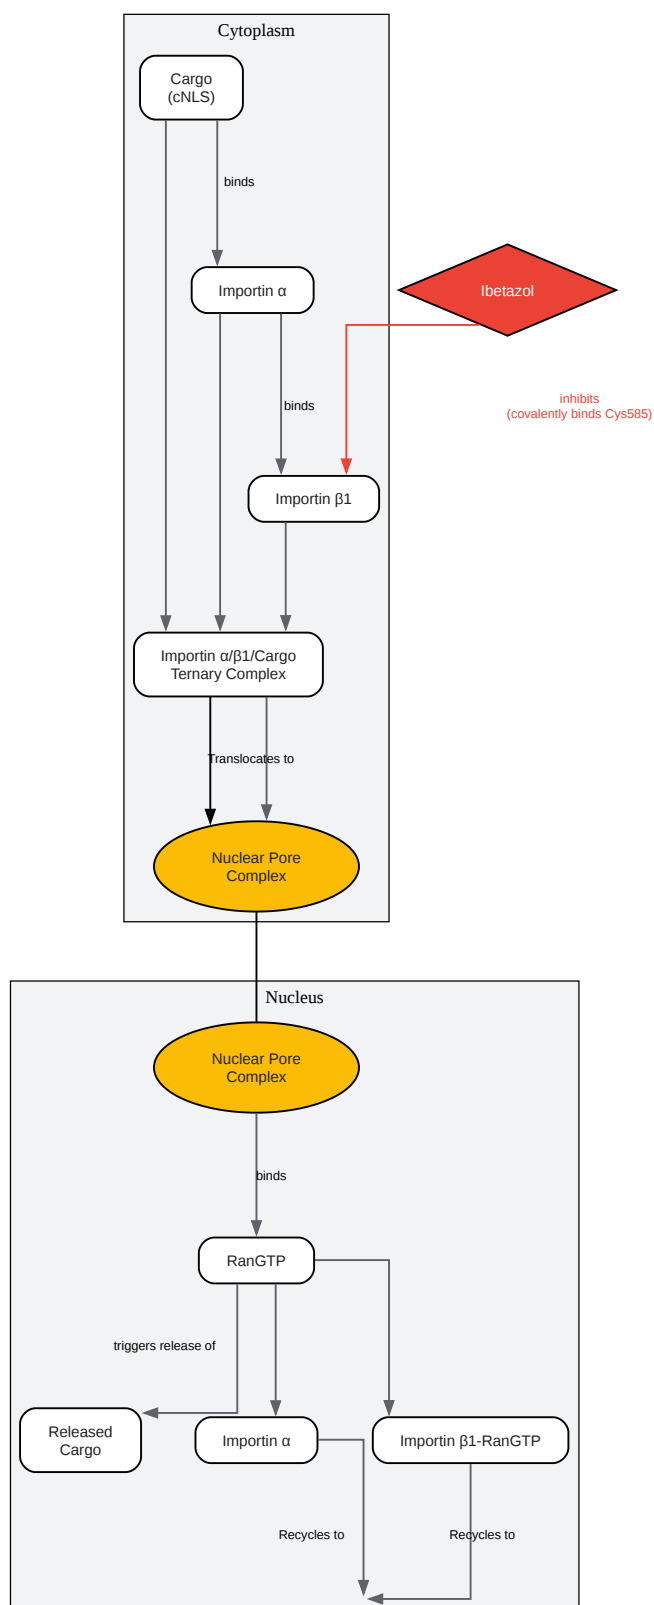 Cytoplasm
Cargo
(cNLS)
binds
Importin α
Ibetazol
binds
inhibits
(covalently binds Cys585)
Importin β1
Importin α/β1/Cargo
Ternary Complex
Translocates to
Nuclear Pore
Complex
Nucleus
Nuclear Pore
Complex
binds
RanGTP
triggers release of
Released
Cargo
Importin α
Importin β1-RanGTP
Recycles to
Recycles to